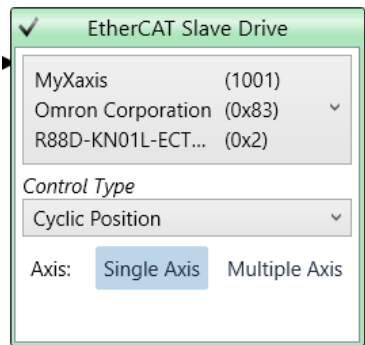 EtherCAT Slave Drive
MyXaxis (1001)
Omron Corporation (0x83)
R88D-KN01L-ECT... (0x2)
Control Type
Cyclic Position
Axis: Single Axis Multiple Axis